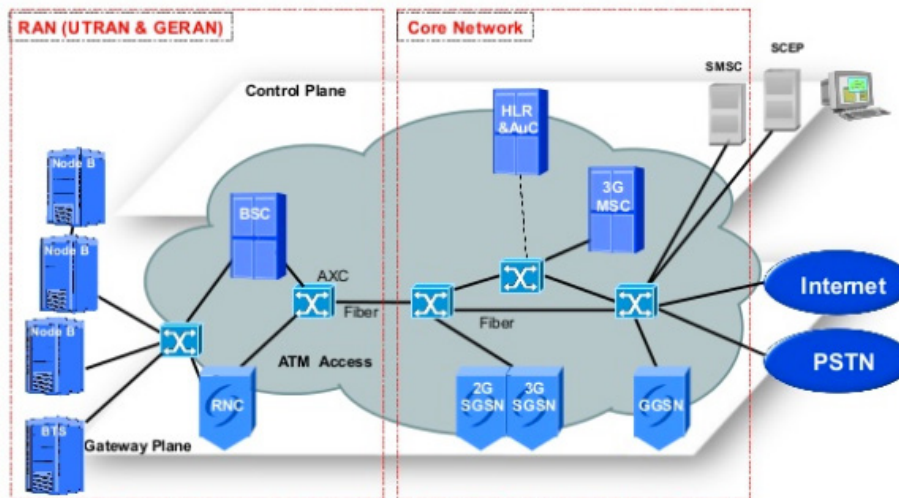 RAN (UTRAN & GERAN)
Core Network
SCEP
SMSC
Control Plane
HLR
&AuC
Node B
3G
MSC
BSC
Node B
AXC
Internet
Fiber
Fiber
Node B
ATM Access
PSTN
RNC
2G
SGSN
3G
SGSN
GGSN
BTS
Gateway Plane